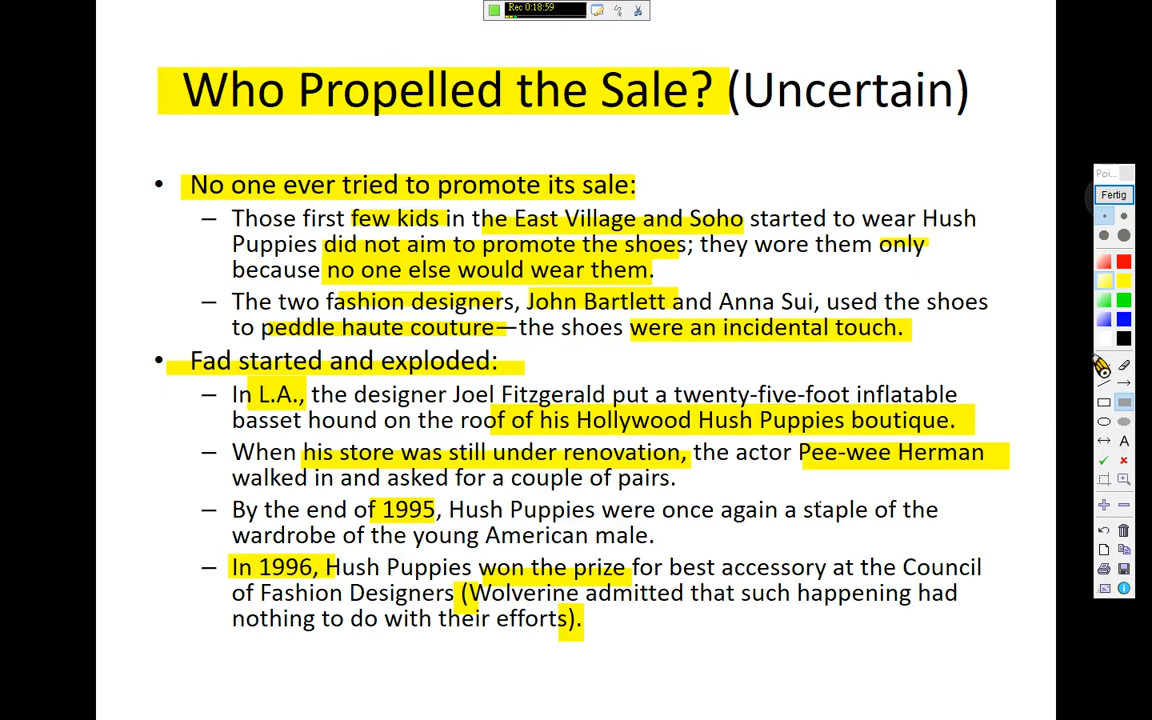 Rec 0:18:59
Who Propelled the Sale? (Uncertain)
• No one ever tried to promote its sale:
– Those first few kids in the East Village and Soho started to wear Hush
Puppies did not aim to promote the shoes; they wore them only
because no one else would wear them.
– The two fashion designers, John Bartlett and Anna Sui, used the shoes
to peddle haute couture—the shoes were an incidental touch.
• Fad started and exploded:
– In L.A., the designer Joel Fitzgerald put a twenty-five-foot inflatable
basset hound on the roof of his Hollywood Hush Puppies boutique.
– When his store was still under renovation, the actor Pee-wee Herman
walked in and asked for a couple of pairs.
– By the end of 1995, Hush Puppies were once again a staple of the
wardrobe of the young American male.
– In 1996, Hush Puppies won the prize for best accessory at the Council
of Fashion Designers (Wolverine admitted that such happening had
nothing to do with their efforts).
Poi...
Fertig
A